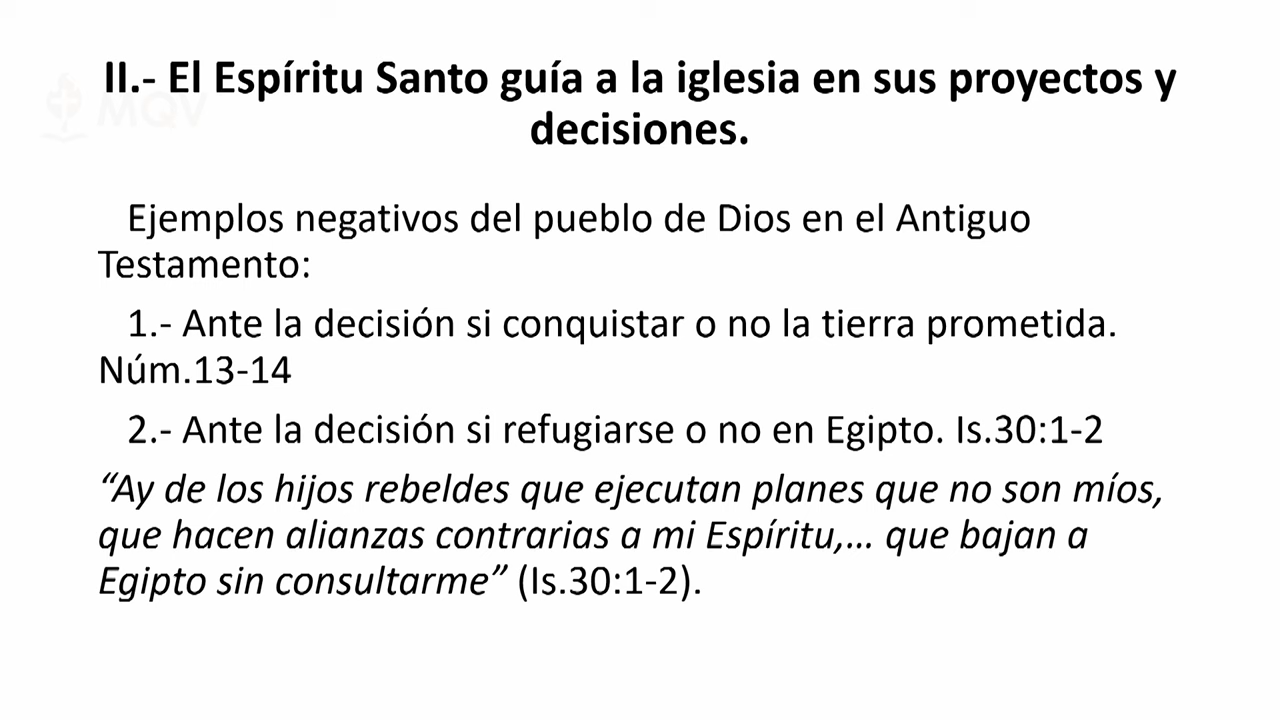 II.- El Espíritu Santo guía a la iglesia en sus proyectos y
decisiones.
MQV
Ejemplos negativos del pueblo de Dios en el Antiguo
Testamento:
1.- Ante la decisión si conquistar o no la tierra prometida.
Núm.13-14
2.- Ante la decisión si refugiarse o no en Egipto. Is.30:1-2
“Ay de los hijos rebeldes que ejecutan planes que no son míos,
que hacen alianzas contrarias a mi Espíritu,... que bajan a
Egipto sin consultarme” (Is.30:1-2).